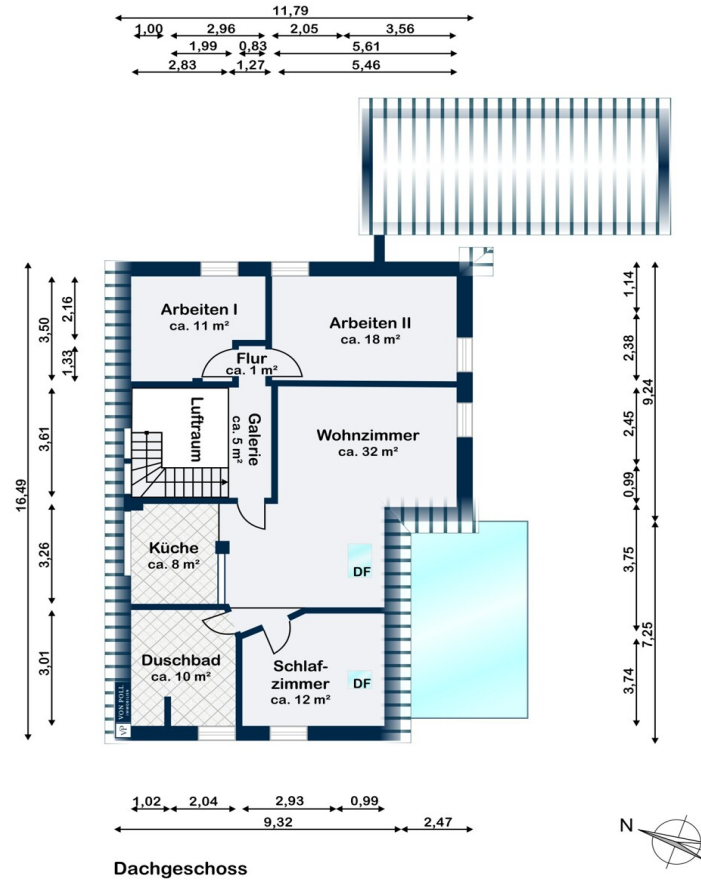 11,79
1,00 2,96 2,05 3,56
1,99 0,83 5,61
2,83 1,27 5,46
Arbeiten I
ca. 11 m²
Arbeiten II
ca. 18 m²
Flur
ca. 1 m²
Luftraum
Galerie
ca. 5 m²
Wohnzimmer
ca. 32 m²
Küche
ca. 8 m²
DF
Duschbad
ca. 10 m²
Schlaf-
zimmer
ca. 12 m²
DF
16,49
3,50
2,16
1,33
3,61
3,26
3,01
1,14
2,38
9,24
2,45
0,99
3,75
7,25
3,74
VON POLL
IMMOBILIEN
VP
1,02 2,04 2,93 0,99
9,32 2,47
N
Dachgeschoss